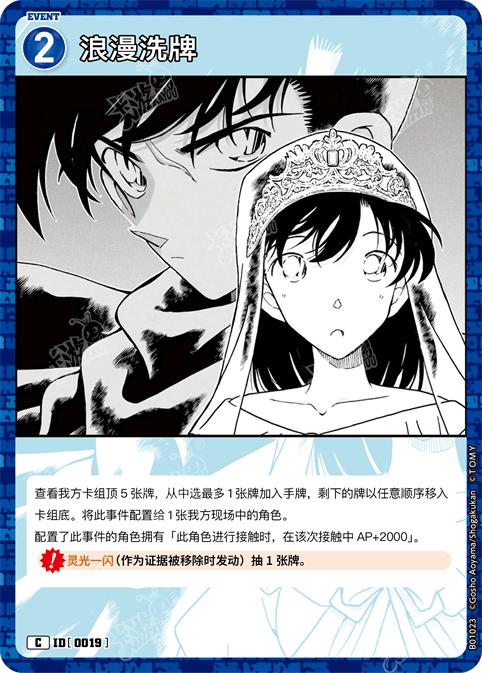 EVENT
2 浪漫洗牌
查看我方卡组顶 5 张牌，从中选最多 1 张牌加入手牌，剩下的牌以任意顺序移入
卡组底。将此事件配置给 1 张我方现场中的角色。
配置了此事件的角色拥有「此角色进行接触时，在该次接触中 AP+2000」。
灵光一闪（作为证据被移除时发动）抽 1 张牌。
C ID[ 0019 ]
B01023 ©Gosho Aoyama/Shogakukan ©TOMY